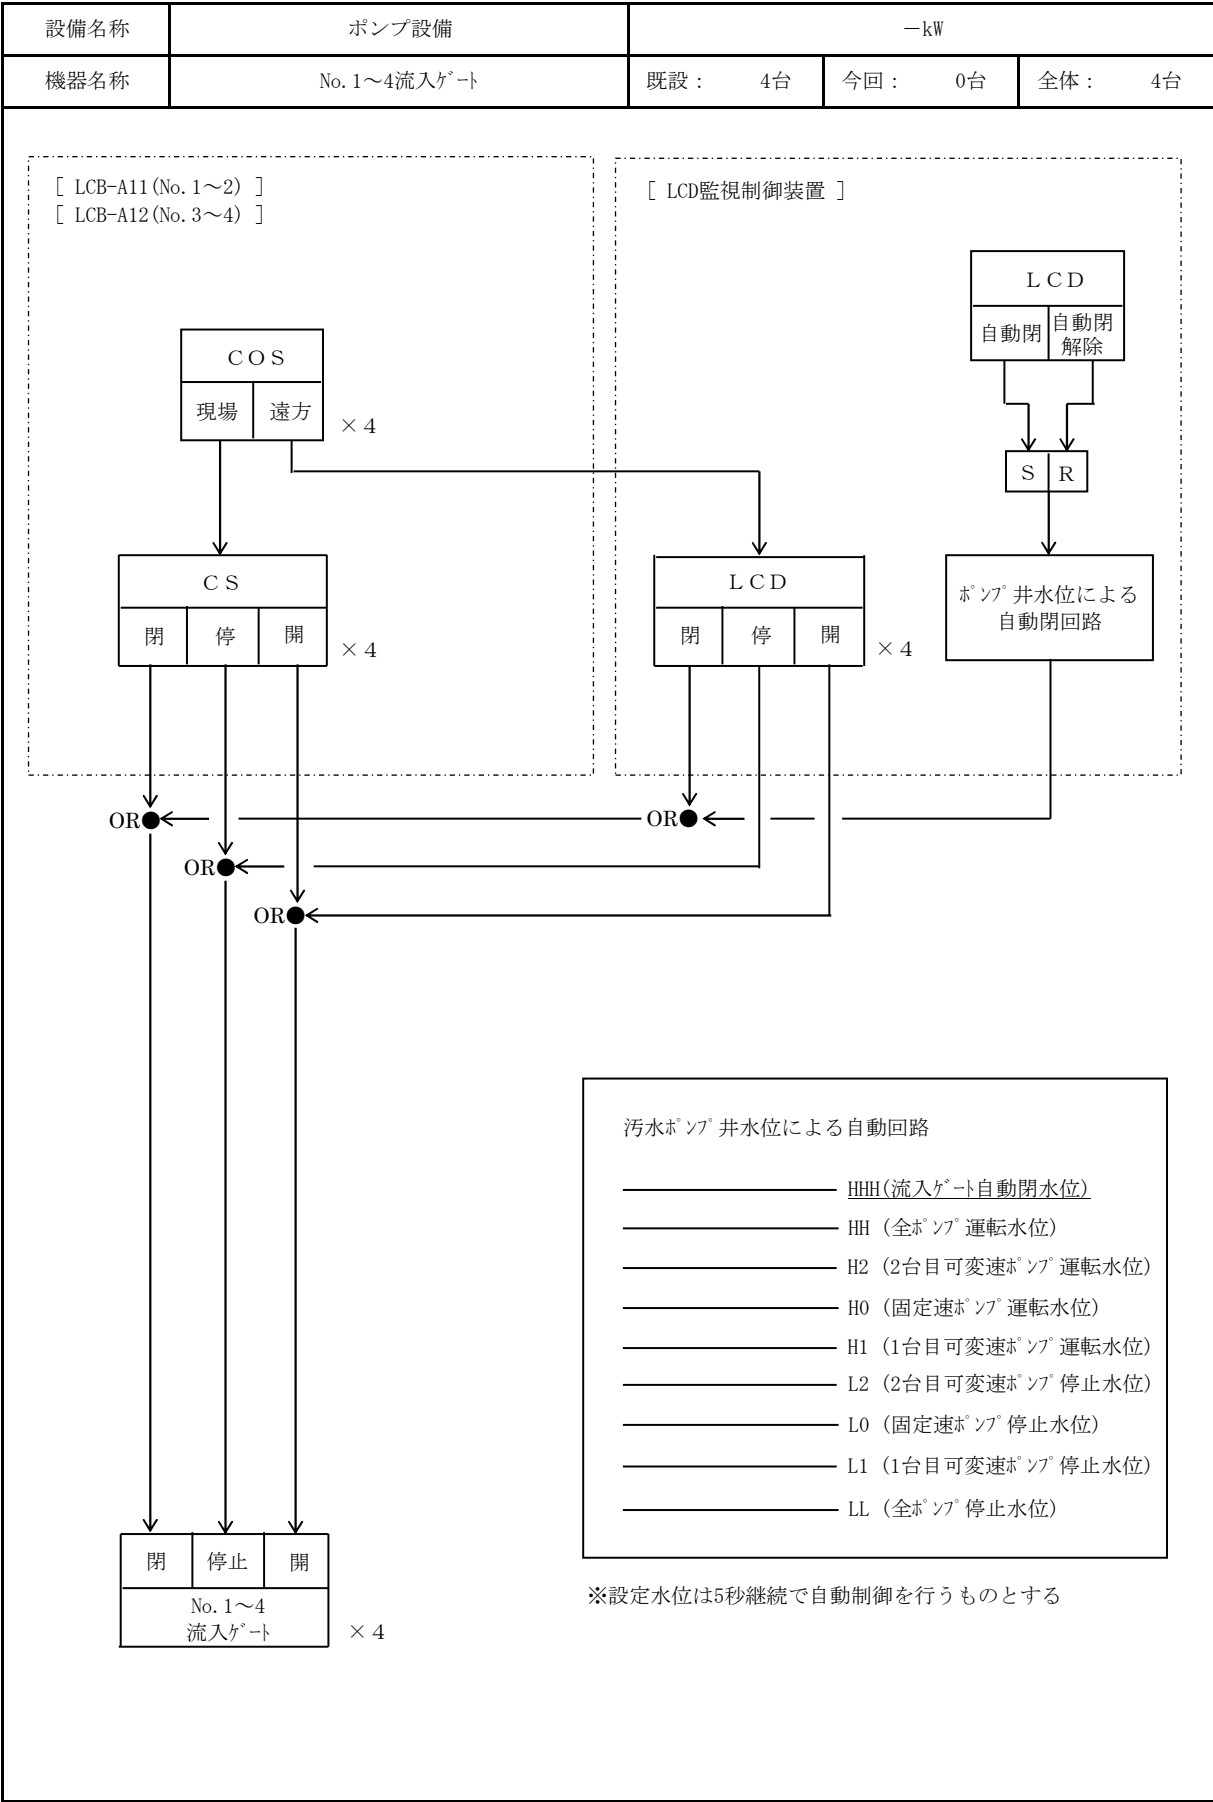 設備名称 ポンプ設備 －kW
機器名称 No.1～4流入ｹﾞｰﾄ 既設： 4台 今回： 0台 全体： 4台
[ LCB-A11(No.1～2) ]
[ LCB-A12(No.3～4) ]
[ LCD監視制御装置 ]
ＬＣＤ
自動閉 自動閉
解除
ＣＯＳ
現場 遠方 ×４
Ｓ Ｒ
ＣＳ
閉 停 開 ×４
ＬＣＤ
閉 停 開 ×４
ﾎﾟﾝﾌﾟ井水位による
自動閉回路
OR OR
OR
OR
汚水ﾎﾟﾝﾌﾟ井水位による自動回路
HHH(流入ｹﾞｰﾄ自動閉水位)
HH (全ﾎﾟﾝﾌﾟ運転水位)
H2 (2台目可変速ﾎﾟﾝﾌﾟ運転水位)
H0 (固定速ﾎﾟﾝﾌﾟ運転水位)
H1 (1台目可変速ﾎﾟﾝﾌﾟ運転水位)
L2 (2台目可変速ﾎﾟﾝﾌﾟ停止水位)
L0 (固定速ﾎﾟﾝﾌﾟ停止水位)
L1 (1台目可変速ﾎﾟﾝﾌﾟ停止水位)
LL (全ﾎﾟﾝﾌﾟ停止水位)
※設定水位は5秒継続で自動制御を行うものとする
閉 停止 開
No.1～4
流入ｹﾞｰﾄ ×４